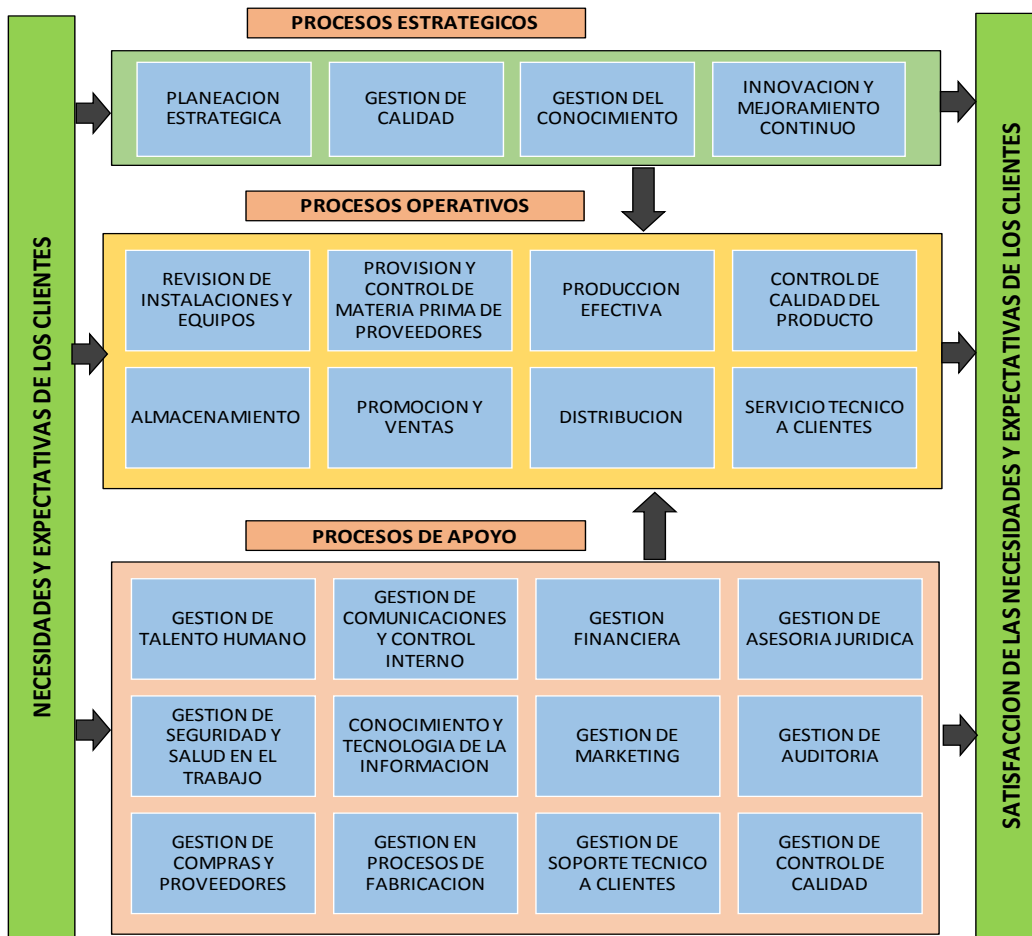 PROCESOS ESTRATEGICOS
PLANEACION
ESTRATEGICA
GESTION DE
CALIDAD
GESTION DEL
CONOCIMIENTO
INNOVACION Y
MEJORAMIENTO
CONTINUO
PROCESOS OPERATIVOS
REVISION DE
INSTALACIONES Y
EQUIPOS
PROVISION Y
CONTROL DE
MATERIA PRIMA DE
PROVEEDORES
PRODUCCION
EFECTIVA
CONTROL DE
CALIDAD DEL
PRODUCTO
ALMACENAMIENTO
PROMOCION Y
VENTAS
DISTRIBUCION
SERVICIO TECNICO
A CLIENTES
PROCESOS DE APOYO
GESTION DE
TALENTO HUMANO
GESTION DE
COMUNICACIONES
Y CONTROL
INTERNO
GESTION
FINANCIERA
GESTION DE
ASESORIA JURIDICA
GESTION DE
SEGURIDAD Y
SALUD EN EL
TRABAJO
CONOCIMIENTO Y
TECNOLOGIA DE LA
INFORMACION
GESTION DE
MARKETING
GESTION DE
AUDITORIA
GESTION DE
COMPRAS Y
PROVEEDORES
GESTION EN
PROCESOS DE
FABRICACION
GESTION DE
SOPORTE TECNICO
A CLIENTES
GESTION DE
CONTROL DE
CALIDAD
NECESIDADES Y EXPECTATIVAS DE LOS CLIENTES
SATISFACCION DE LAS NECESIDADES Y EXPECTATIVAS DE LOS CLIENTES